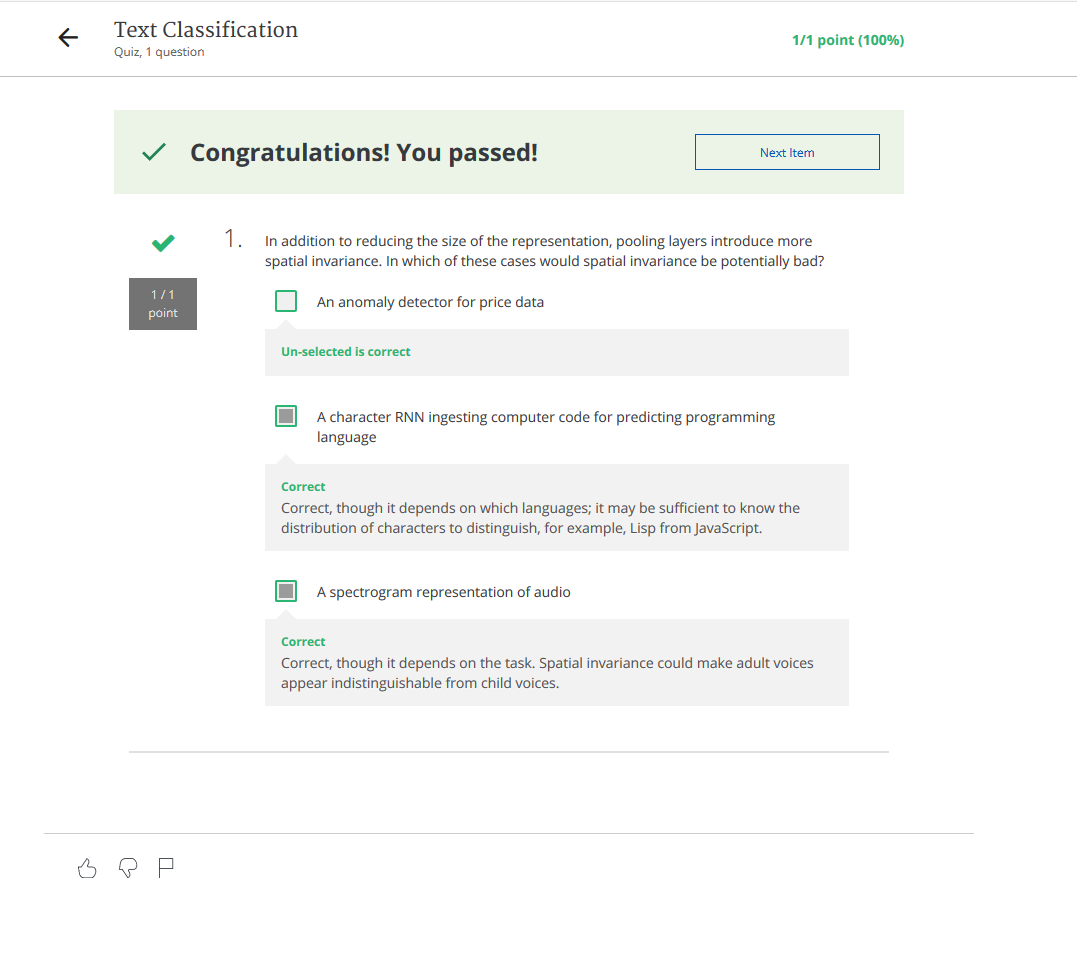 Text Classification
Quiz, 1 question
1/1 point (100%)
Congratulations! You passed!
Next Item
1 / 1
point
1.
In addition to reducing the size of the representation, pooling layers introduce more
spatial invariance. In which of these cases would spatial invariance be potentially bad?
An anomaly detector for price data
Un-selected is correct
A character RNN ingesting computer code for predicting programming
language
Correct
Correct, though it depends on which languages; it may be sufficient to know the
distribution of characters to distinguish, for example, Lisp from JavaScript.
A spectrogram representation of audio
Correct
Correct, though it depends on the task. Spatial invariance could make adult voices
appear indistinguishable from child voices.